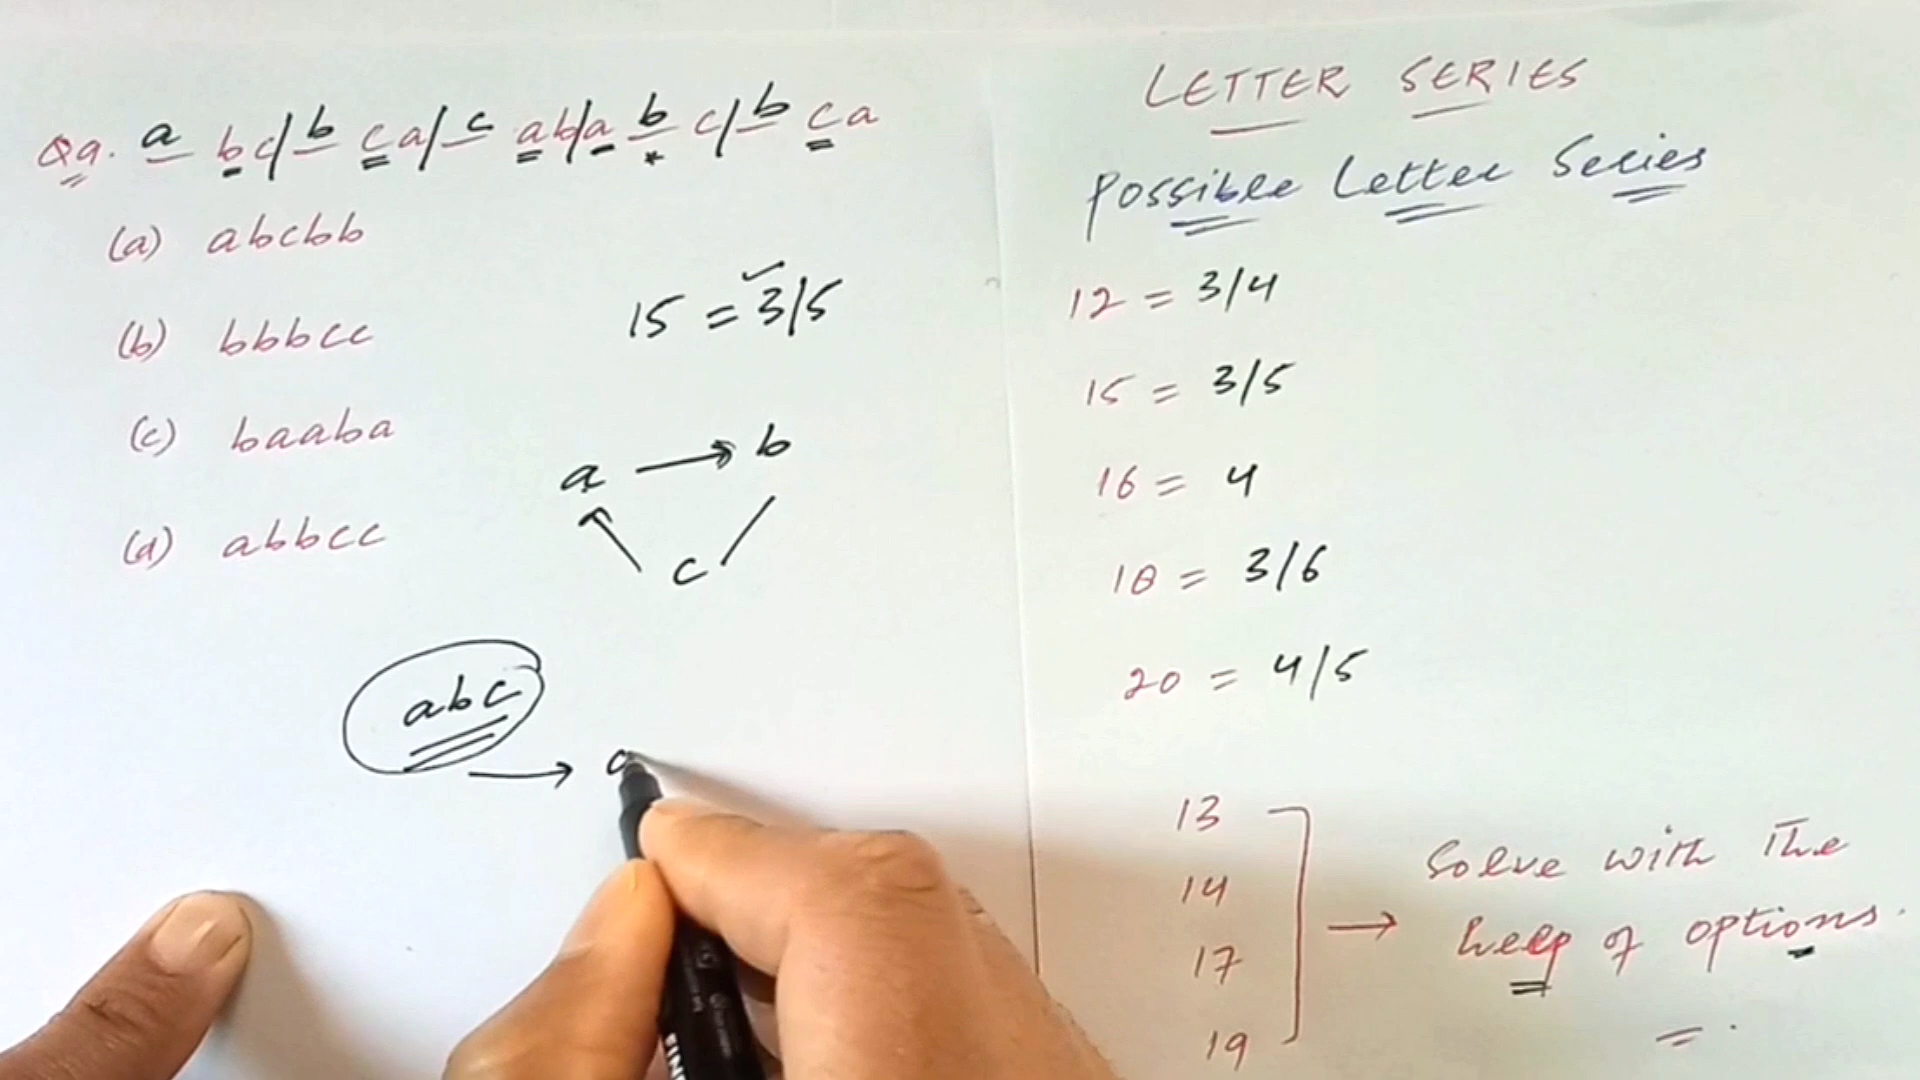 Q9. a bc/b ca/c ab/a b c/b ca
*
(a) abcbb
(b) bbbcc
(c) baaba
(d) abbcc
15 = 3/5
a → b
c
abc →
LETTER SERIES
Possible Letter Series
12 = 3/4
15 = 3/5
16 = 4
18 = 3/6
20 = 4/5
13
14
17
19
→ Solve with The
help of options.